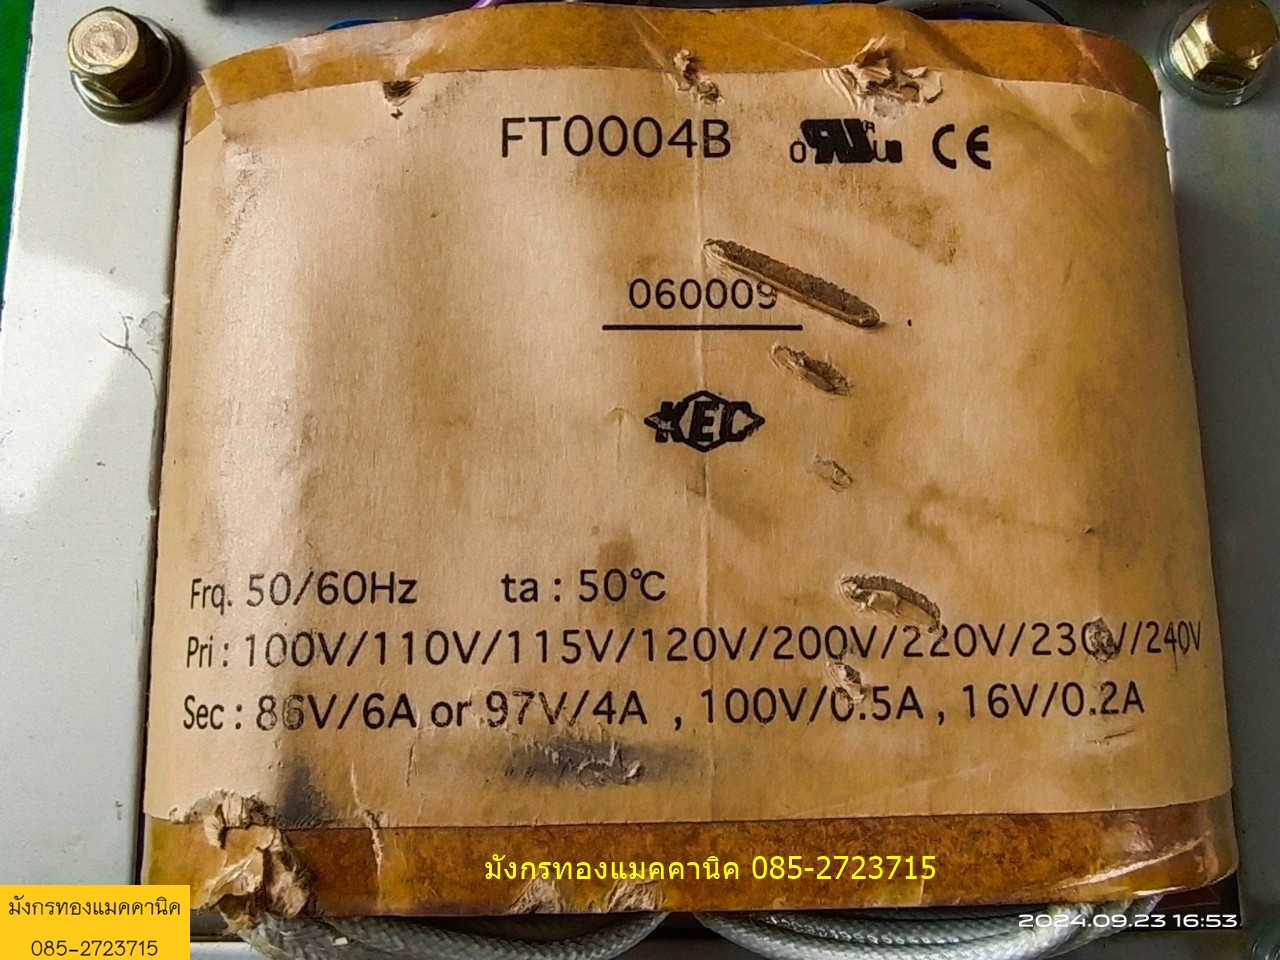 FT0004B CE
060009
KEC
Frq. 50/60Hz ta : 50℃
Pri : 100V/110V/115V/120V/200V/220V/230V/240V
Sec : 86V/6A or 97V/4A , 100V/0.5A , 16V/0.2A
มังกรทองแมคคานิค 085-2723715
มังกรทองแมคคานิค
085-2723715
2024.09.23 16:53